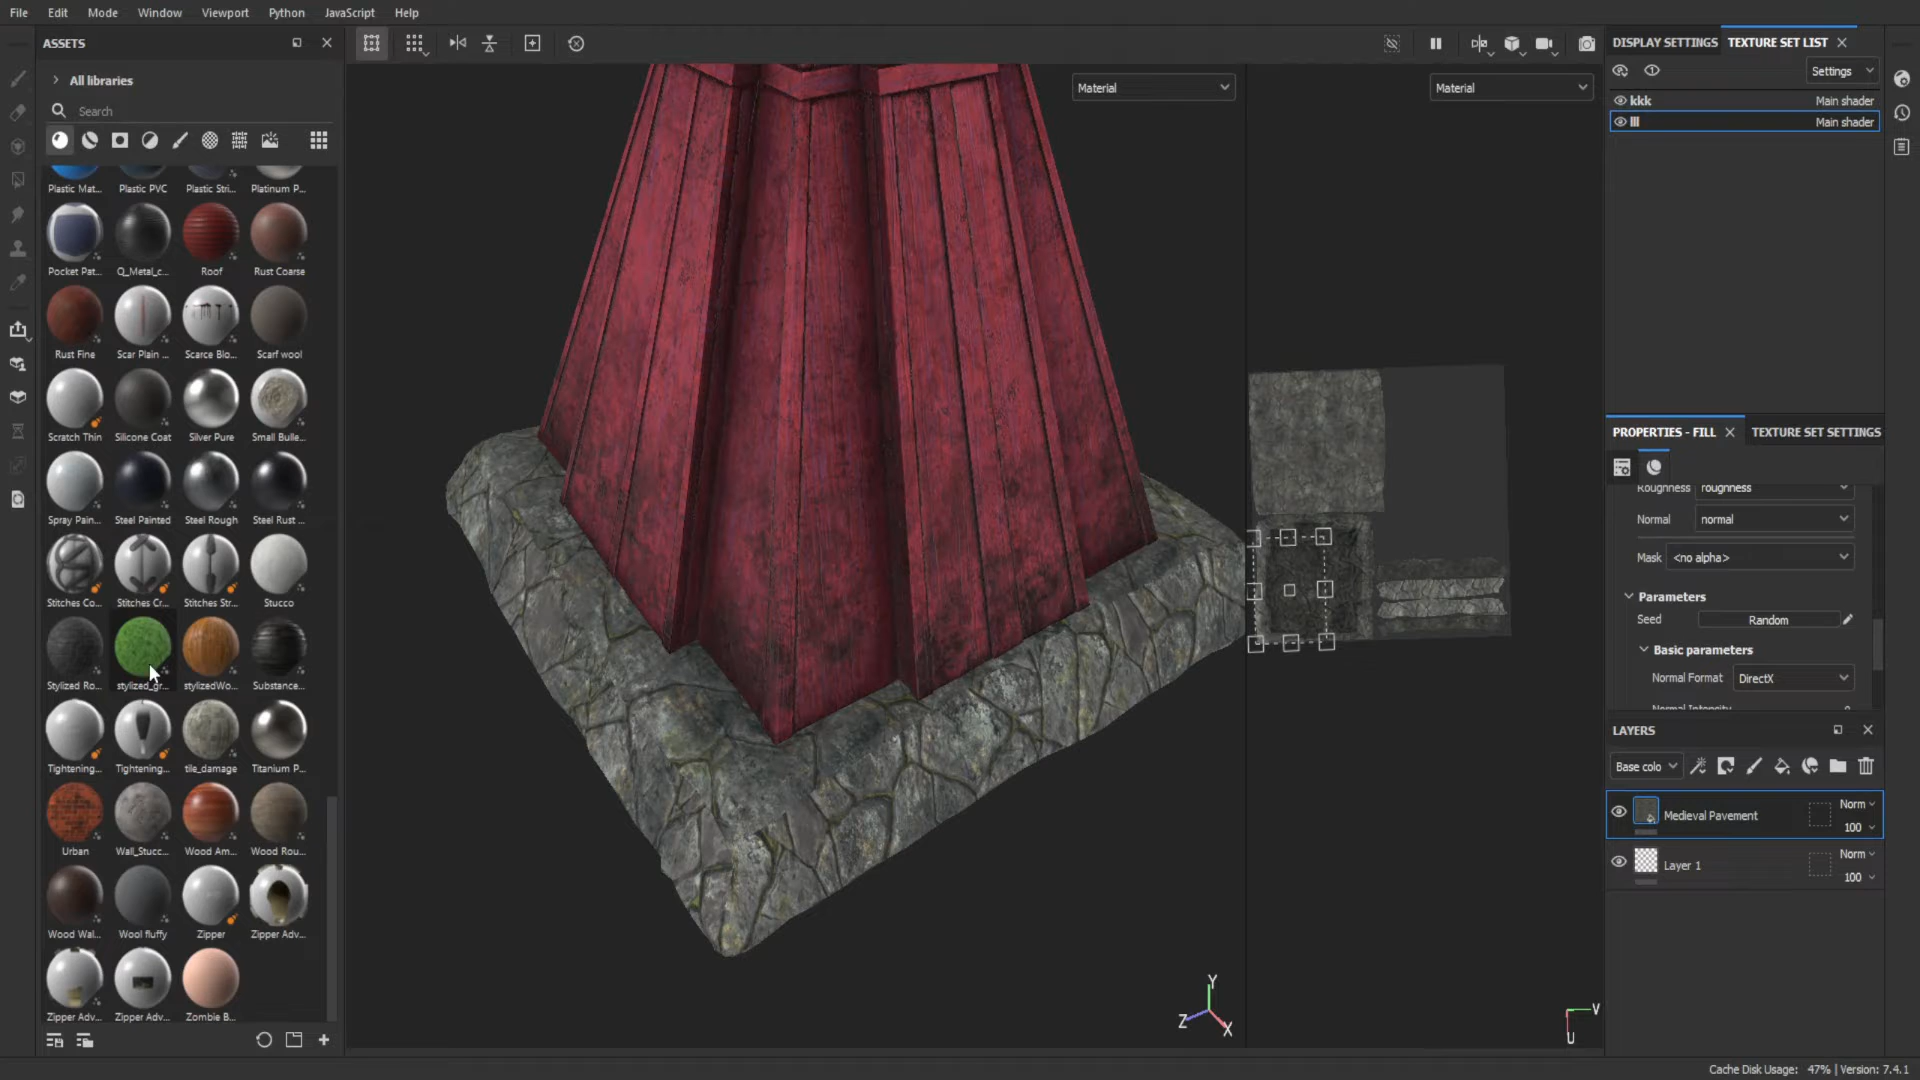 File Edit Mode Window Viewport Python JavaScript Help
ASSETS
All libraries
Search
Plastic Mat... Plastic PVC Plastic Stri... Platinum P...
Pocket Pat... Q_Metal_c... Roof Rust Coarse
Rust Fine Scar Plain ... Scarce Blo... Scarf wool
Scratch Thin Silicone Coat Silver Pure Small Bulle...
Spray Pain... Steel Painted Steel Rough Steel Rust ...
Stitches Co... Stitches Cr... Stitches Str... Stucco
Stylized Ro... stylized_gr... stylizedWo... Substance...
Tightening... Tightening... tile_damage Titanium P...
Urban Wall_Stucc... Wood Am... Wood Rou...
Wood Wal... Wool fluffy Zipper Zipper Adv...
Zipper Adv... Zipper Adv... Zombie B...
Material
Material
Y
Z
X
V
U
DISPLAY SETTINGS TEXTURE SET LIST
Settings
kkk Main shader
lll Main shader
PROPERTIES - FILL TEXTURE SET SETTINGS
Roughness roughness
Normal normal
Mask <no alpha>
Parameters
Seed Random
Basic parameters
Normal Format DirectX
Normal Intensity
LAYERS
Base colo
Medieval Pavement Norm
100
Layer 1 Norm
100
Cache Disk Usage: 47% | Version: 7.4.1